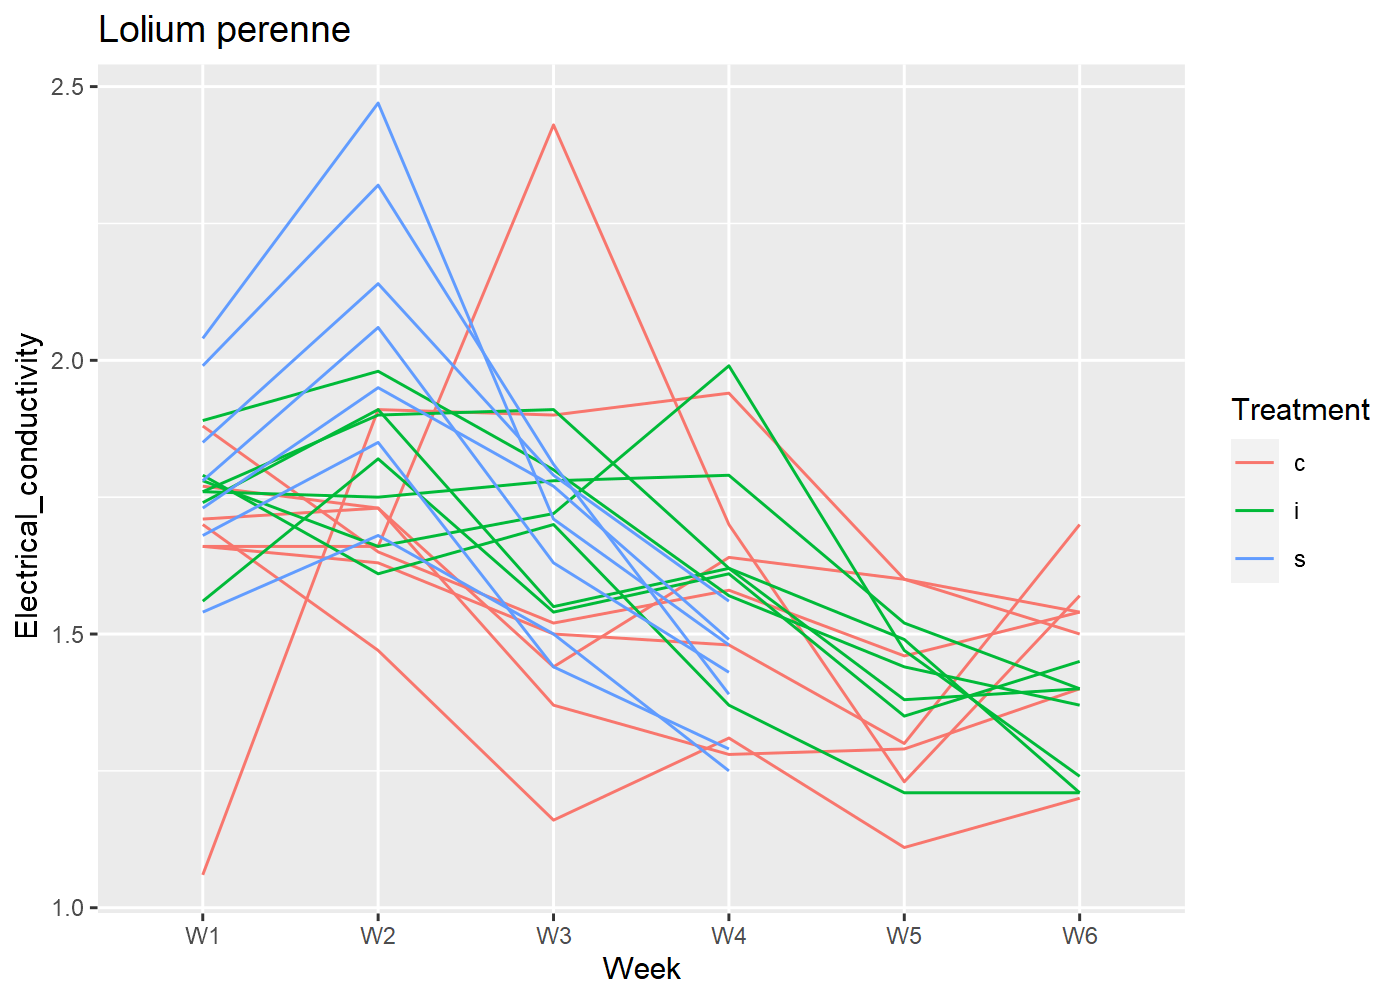 Lolium perenne
2.5
2.0
1.5
1.0
Electrical_conductivity
W1 W2 W3 W4 W5 W6
Week
Treatment
c
i
s